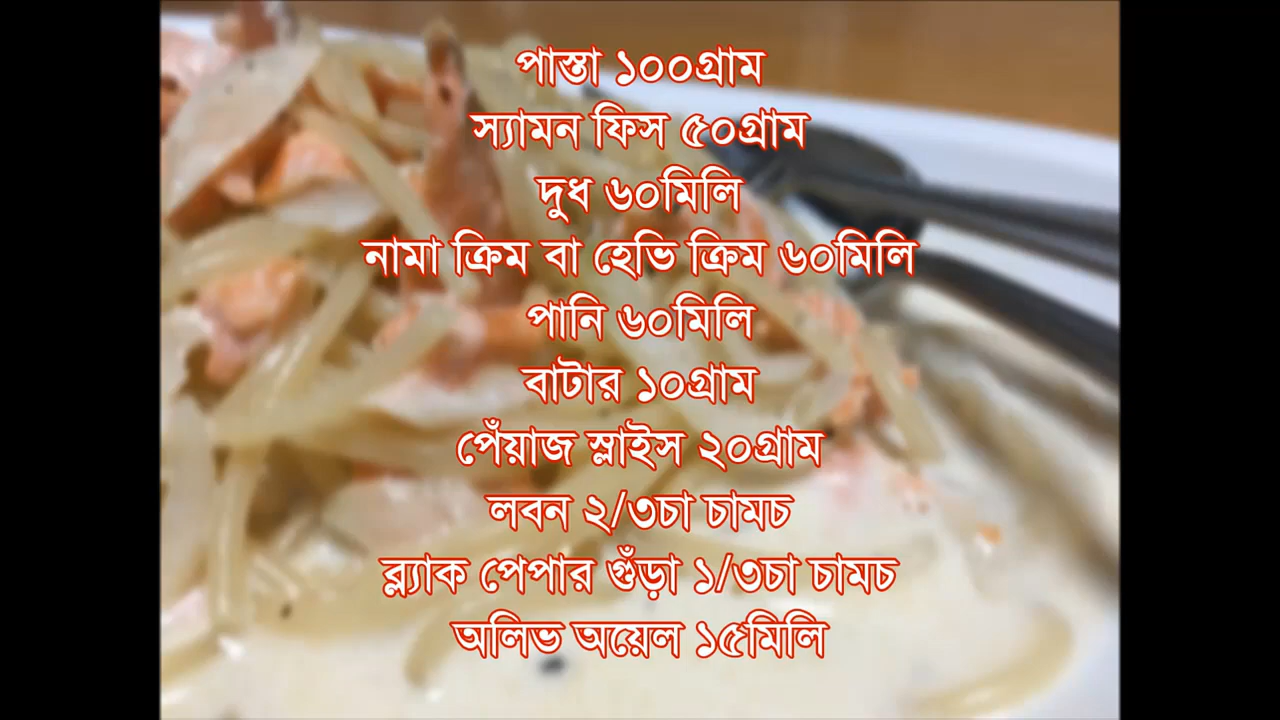 পাস্তা ১০০গ্রাম
স্যামন ফিস ৫০গ্রাম
দুধ ৬০মিলি
নামা ক্রিম বা হেভি ক্রিম ৬০মিলি
পানি ৬০মিলি
বাটার ১০গ্রাম
পেঁয়াজ স্লাইস ২০গ্রাম
লবন ২/৩চা চামচ
ব্ল্যাক পেপার গুঁড়া ১/৩চা চামচ
অলিভ অয়েল ১৫মিলি